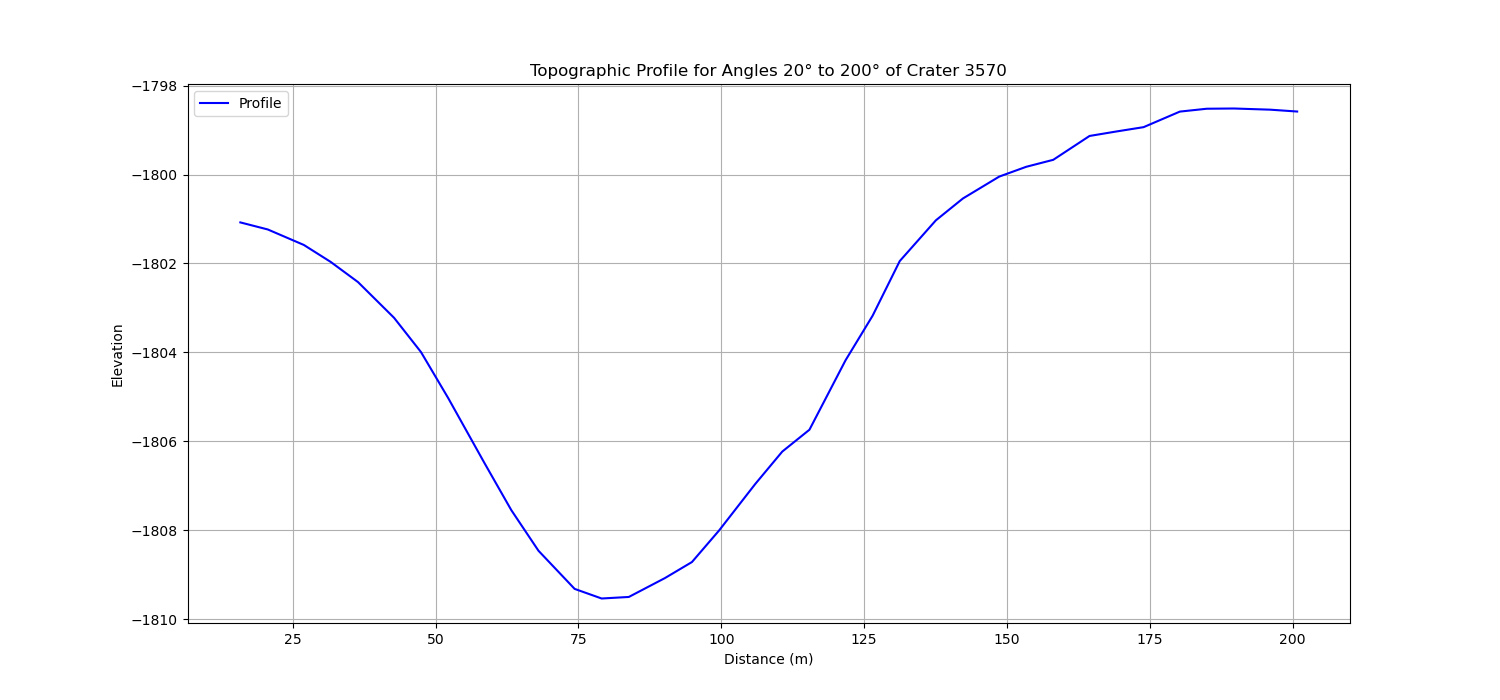 Topographic Profile for Angles 20° to 200° of Crater 3570
Profile
−1798
−1800
−1802
−1804
−1806
−1808
−1810
Elevation
25 50 75 100 125 150 175 200
Distance (m)